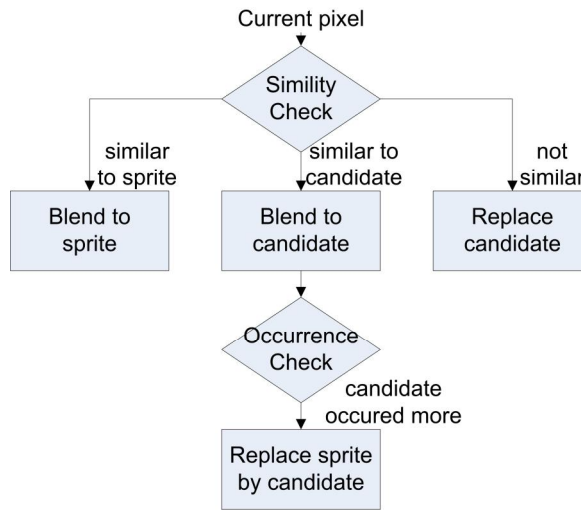 Current pixel
Simility
Check
similar
to sprite
similar to
candidate
not
similar
Blend to
sprite
Blend to
candidate
Replace
candidate
Occurrence
Check
candidate
occured more
Replace sprite
by candidate